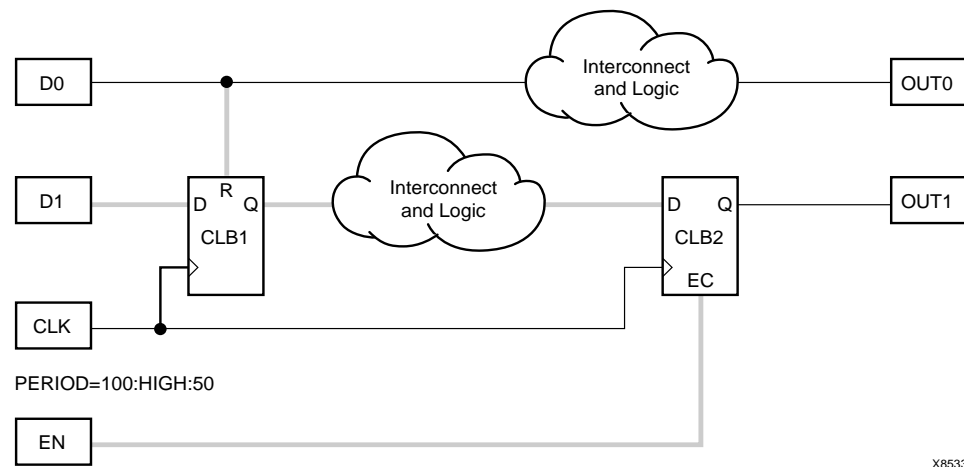 D0
Interconnect
and Logic
OUT0
D1
R
D Q
CLB1
Interconnect
and Logic
D Q
CLB2
EC
OUT1
CLK
PERIOD=100:HIGH:50
EN
X8533